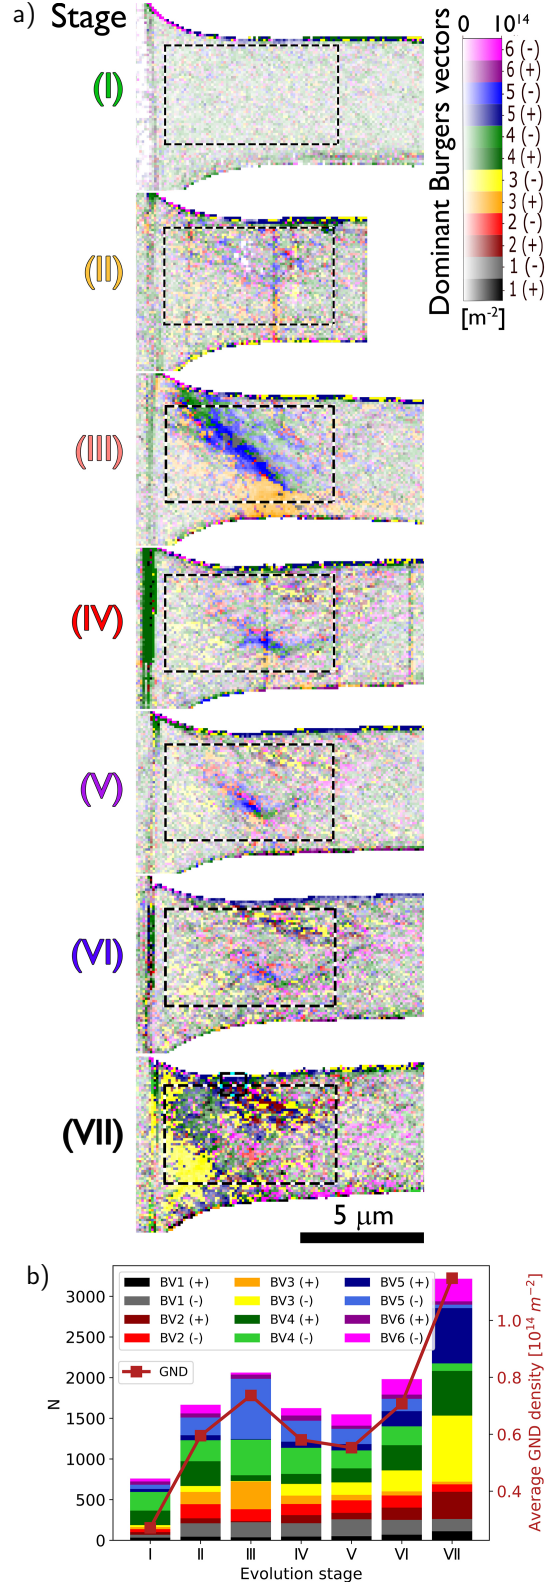 a) Stage
(I)
(II)
(III)
(IV)
(V)
(VI)
(VII)
Dominant Burgers vectors
0 10¹⁴
6 (-)
6 (+)
5 (-)
5 (+)
4 (-)
4 (+)
3 (-)
3 (+)
2 (-)
2 (+)
1 (-)
1 (+)
[m⁻²]
5 μm
b)
BV1 (+) BV3 (+) BV5 (+)
BV1 (-) BV3 (-) BV5 (-)
BV2 (+) BV4 (+) BV6 (+)
BV2 (-) BV4 (-) BV6 (-)
GND
N
3000
2500
2000
1500
1000
500
0
Average GND density [10¹⁴ m⁻²]
1.0
0.8
0.6
0.4
I II III IV V VI VII
Evolution stage